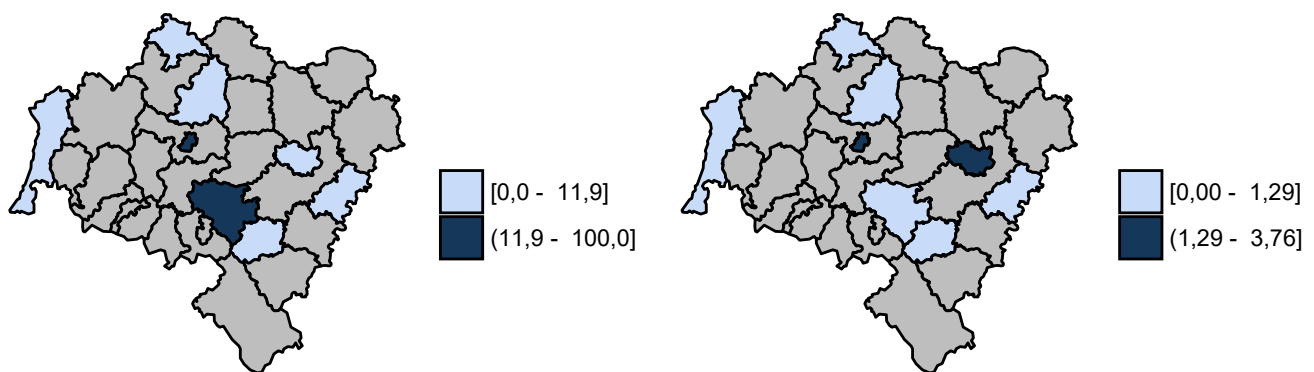 [0,0 - 11,9]
(11,9 - 100,0]
[0,00 - 1,29]
(1,29 - 3,76]